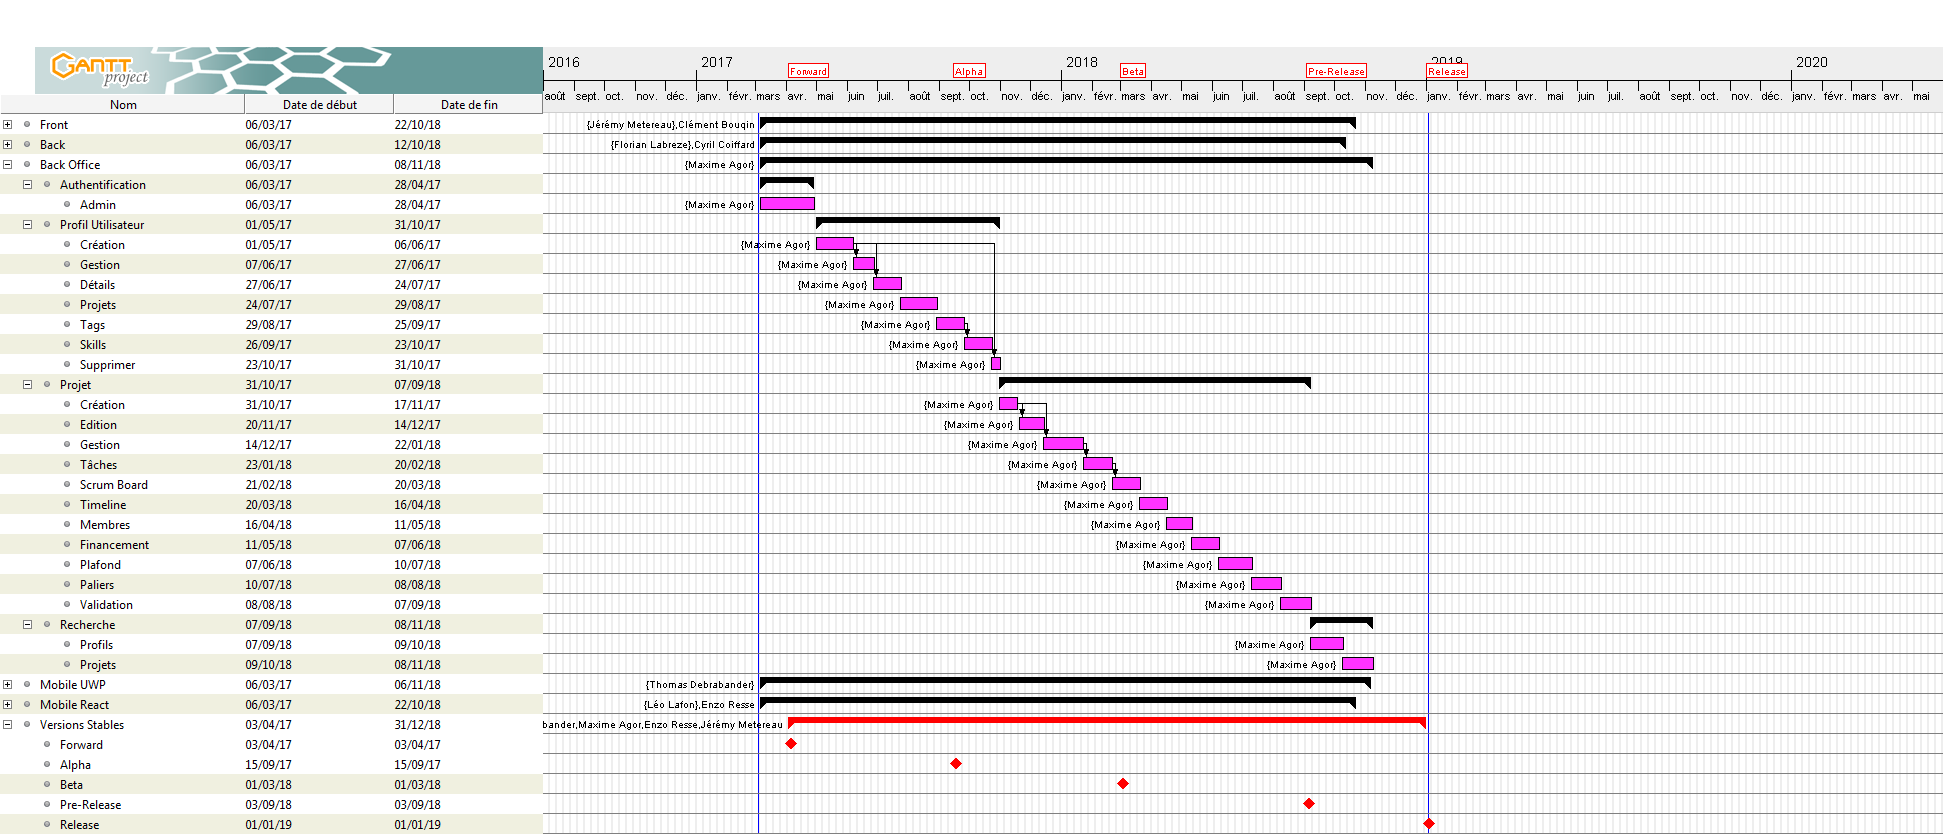 GANTT project
2016 2017 2018 2019 2020
Forward Alpha Beta Pre-Release Release
Nom Date de début Date de fin
août sept. oct. nov. déc. janv. févr. mars avr. mai juin juil. août sept. oct. nov. déc. janv. févr. mars avr. mai juin juil. août sept. oct. nov. déc. janv. févr. mars avr. mai juin juil. août sept. oct. nov. déc. janv. févr. mars avr. mai
Front 06/03/17 22/10/18 {Jérémy Metereau},Clément Bouqin
Back 06/03/17 12/10/18 {Florian Labreze},Cyril Coiffard
Back Office 06/03/17 08/11/18 {Maxime Agor}
Authentification 06/03/17 28/04/17
Admin 06/03/17 28/04/17 {Maxime Agor}
Profil Utilisateur 01/05/17 31/10/17
Création 01/05/17 06/06/17 {Maxime Agor}
Gestion 07/06/17 27/06/17 {Maxime Agor}
Détails 27/06/17 24/07/17 {Maxime Agor}
Projets 24/07/17 29/08/17 {Maxime Agor}
Tags 29/08/17 25/09/17 {Maxime Agor}
Skills 26/09/17 23/10/17 {Maxime Agor}
Supprimer 23/10/17 31/10/17 {Maxime Agor}
Projet 31/10/17 07/09/18
Création 31/10/17 17/11/17 {Maxime Agor}
Edition 20/11/17 14/12/17 {Maxime Agor}
Gestion 14/12/17 22/01/18 {Maxime Agor}
Tâches 23/01/18 20/02/18 {Maxime Agor}
Scrum Board 21/02/18 20/03/18 {Maxime Agor}
Timeline 20/03/18 16/04/18 {Maxime Agor}
Membres 16/04/18 11/05/18 {Maxime Agor}
Financement 11/05/18 07/06/18 {Maxime Agor}
Plafond 07/06/18 10/07/18 {Maxime Agor}
Paliers 10/07/18 08/08/18 {Maxime Agor}
Validation 08/08/18 07/09/18 {Maxime Agor}
Recherche 07/09/18 08/11/18
Profils 07/09/18 09/10/18 {Maxime Agor}
Projets 09/10/18 08/11/18 {Maxime Agor}
Mobile UWP 06/03/17 06/11/18 {Thomas Debrabander}
Mobile React 06/03/17 22/10/18 {Léo Lafon},Enzo Resse
Versions Stables 03/04/17 31/12/18 bander,Maxime Agor,Enzo Resse,Jérémy Metereau
Forward 03/04/17 03/04/17
Alpha 15/09/17 15/09/17
Beta 01/03/18 01/03/18
Pre-Release 03/09/18 03/09/18
Release 01/01/19 01/01/19